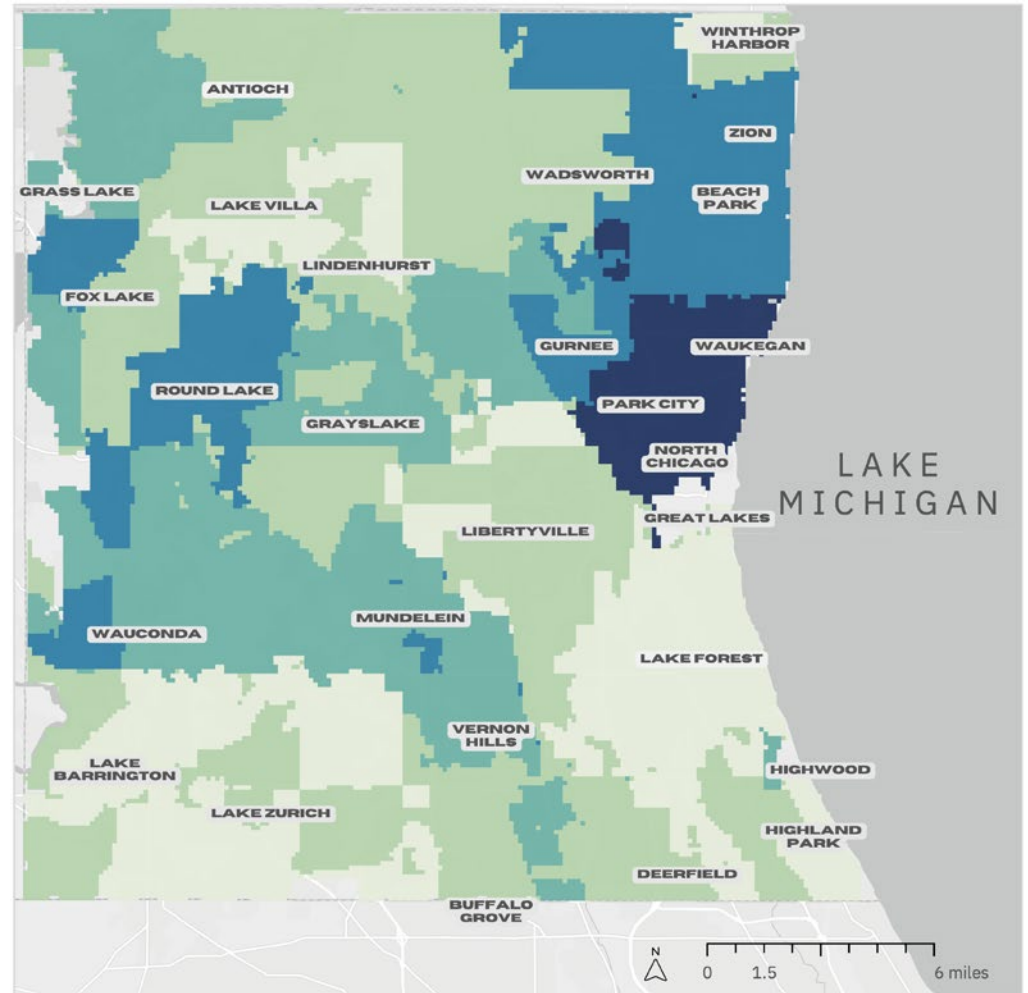 WINTHROP
HARBOR
ANTIOCH
ZION
WADSWORTH
GRASS LAKE
BEACH
PARK
LAKE VILLA
LINDENHURST
FOX LAKE
GURNEE
WAUKEGAN
ROUND LAKE
PARK CITY
GRAYSLAKE
NORTH
CHICAGO
LAKE
MICHIGAN
GREAT LAKES
LIBERTYVILLE
MUNDELEIN
WAUCONDA
LAKE FOREST
VERNON
HILLS
LAKE
BARRINGTON
HIGHWOOD
LAKE ZURICH
HIGHLAND
PARK
DEERFIELD
BUFFALO
GROVE
N
0 1.5 6 miles